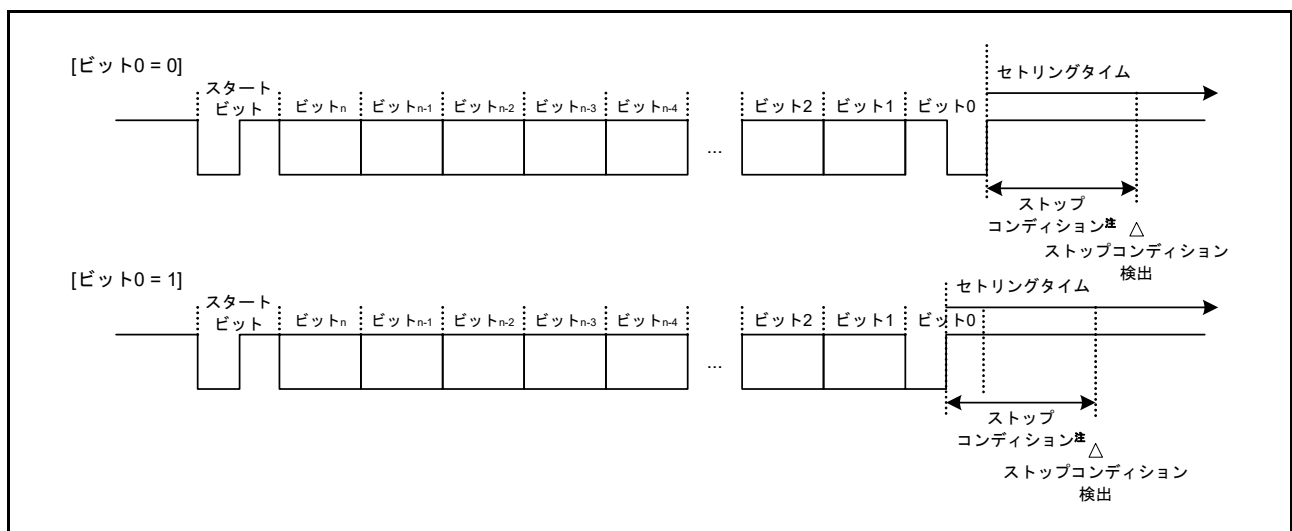 [ビット0 = 0]
スタート
ビット
ビットn
ビットn-1
ビットn-2
ビットn-3
ビットn-4
...
ビット2
ビット1
ビット0
セトリングタイム
ストップ
コンディション注
ストップコンディション
検出
[ビット0 = 1]
スタート
ビット
ビットn
ビットn-1
ビットn-2
ビットn-3
ビットn-4
...
ビット2
ビット1
ビット0
セトリングタイム
ストップ
コンディション注
ストップコンディション
検出